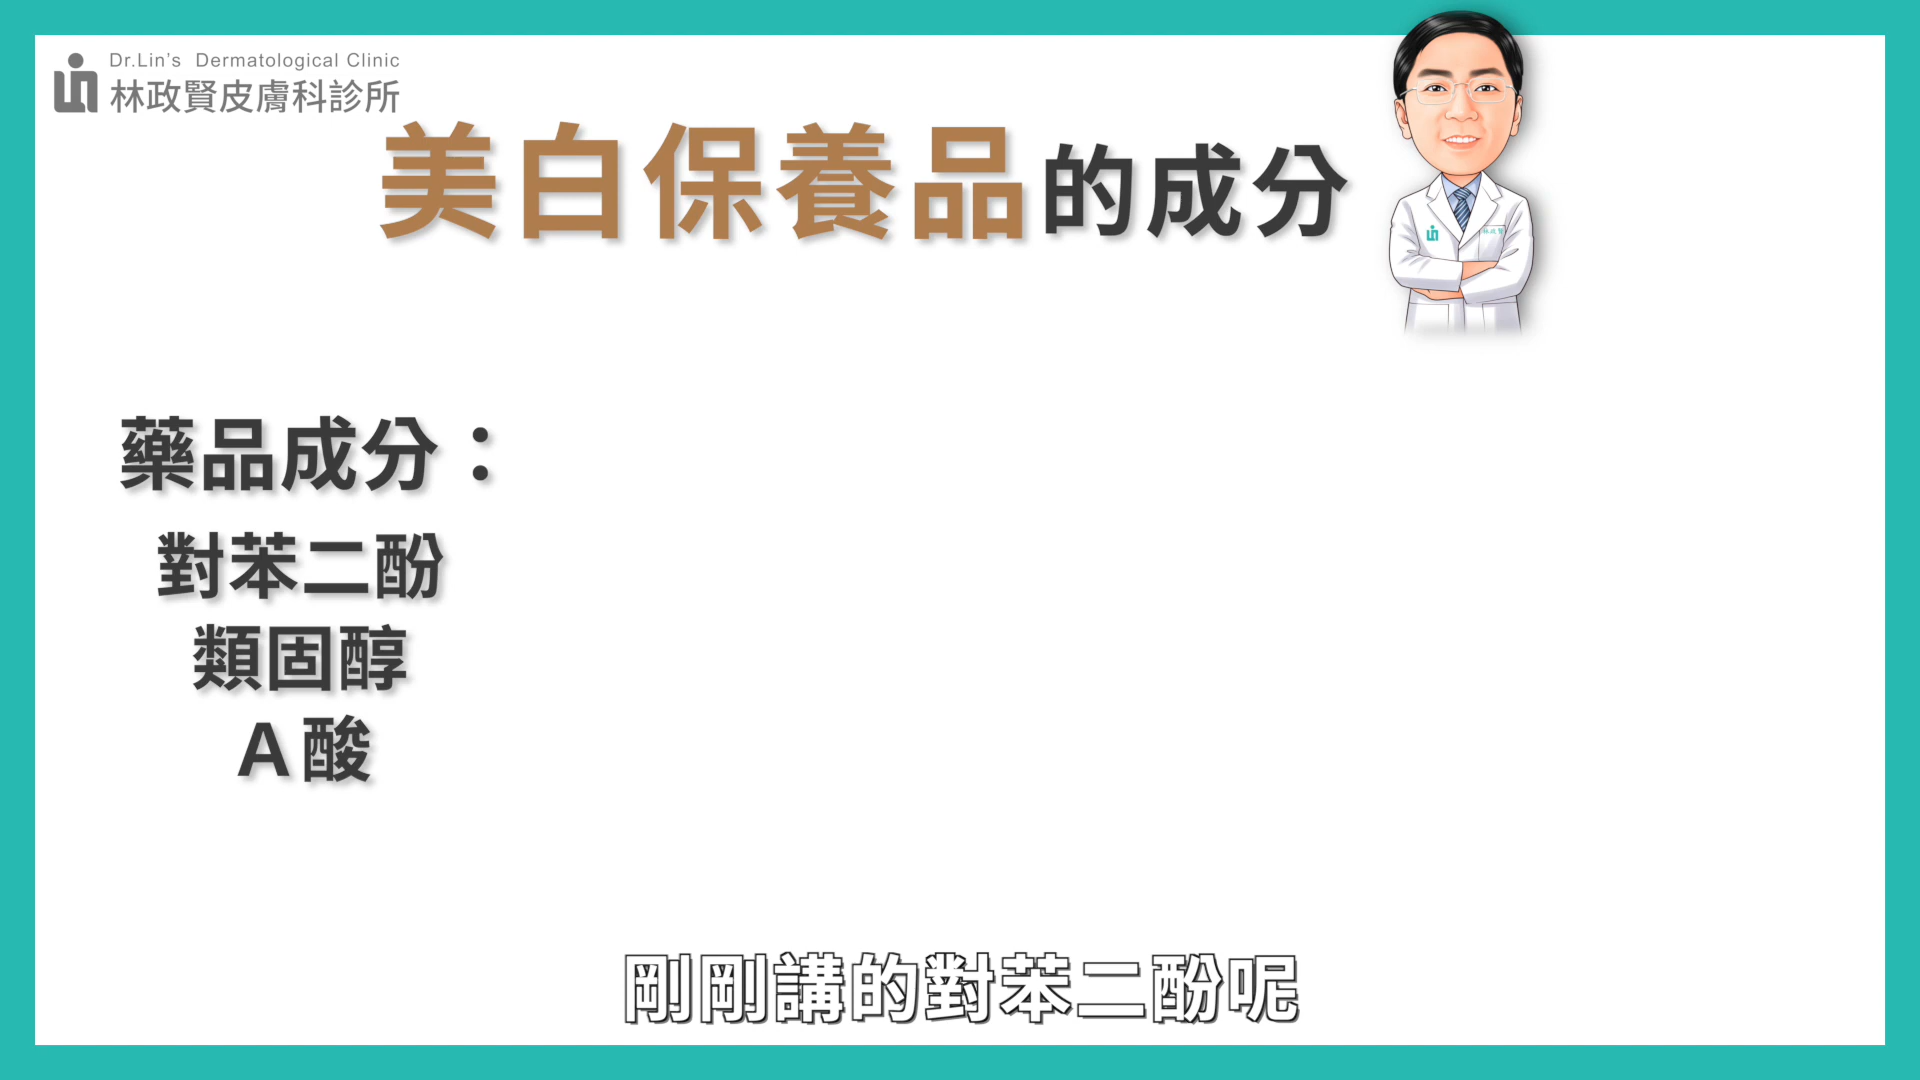 Dr.Lin's Dermatological Clinic
林政賢皮膚科診所
美白保養品的成分
藥品成分：
對苯二酚
類固醇
A酸
剛剛講的對苯二酚呢